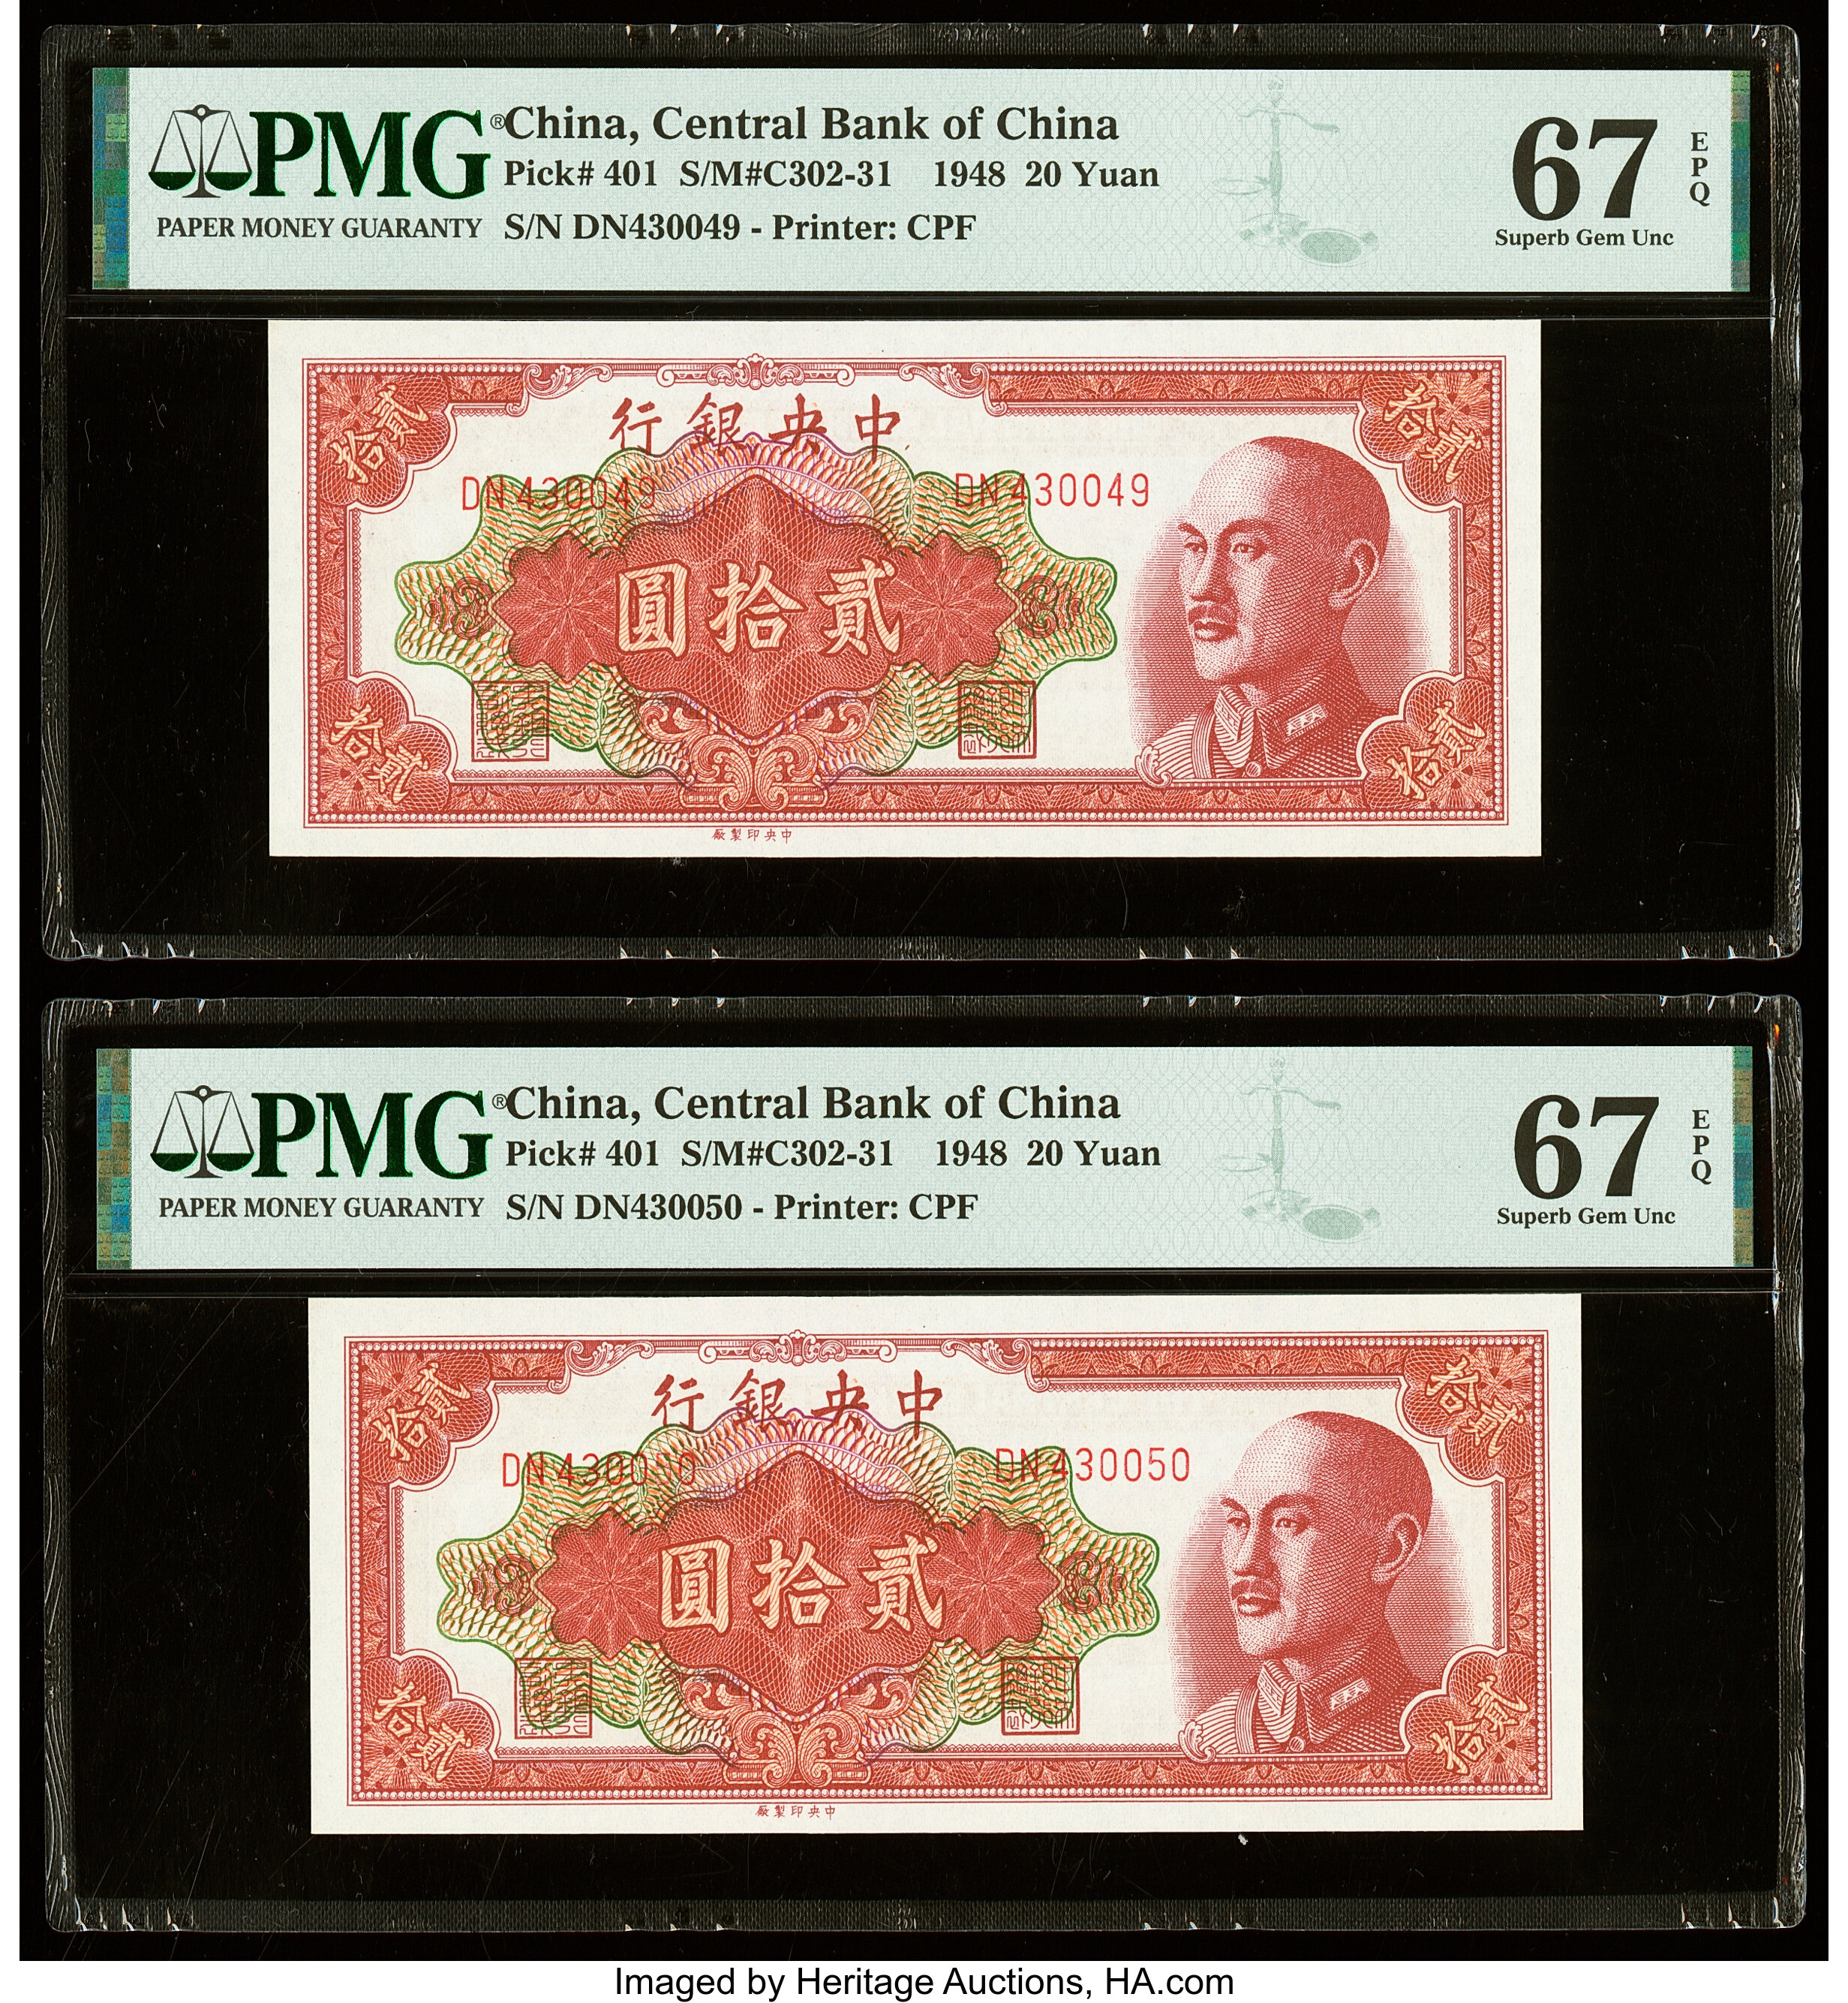 PMG® China, Central Bank of China
Pick# 401 S/M#C302-31 1948 20 Yuan
PAPER MONEY GUARANTY S/N DN430049 - Printer: CPF
67
EPQ
Superb Gem Unc
行銀央中
拾貳
拾貳
DN430049 DN430049
圓拾貳
拾貳
拾貳
廠製印央中
PMG® China, Central Bank of China
Pick# 401 S/M#C302-31 1948 20 Yuan
PAPER MONEY GUARANTY S/N DN430050 - Printer: CPF
67
EPQ
Superb Gem Unc
行銀央中
拾貳
拾貳
DN430050 DN430050
圓拾貳
拾貳
拾貳
廠製印央中
Imaged by Heritage Auctions, HA.com